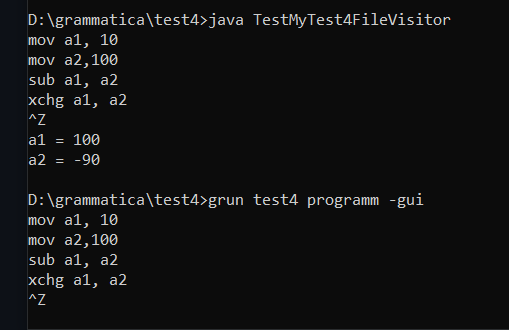 D:\grammatica\test4>java TestMyTest4FileVisitor
mov a1, 10
mov a2,100
sub a1, a2
xchg a1, a2
^Z
a1 = 100
a2 = -90
D:\grammatica\test4>grun test4 programm -gui
mov a1, 10
mov a2,100
sub a1, a2
xchg a1, a2
^Z